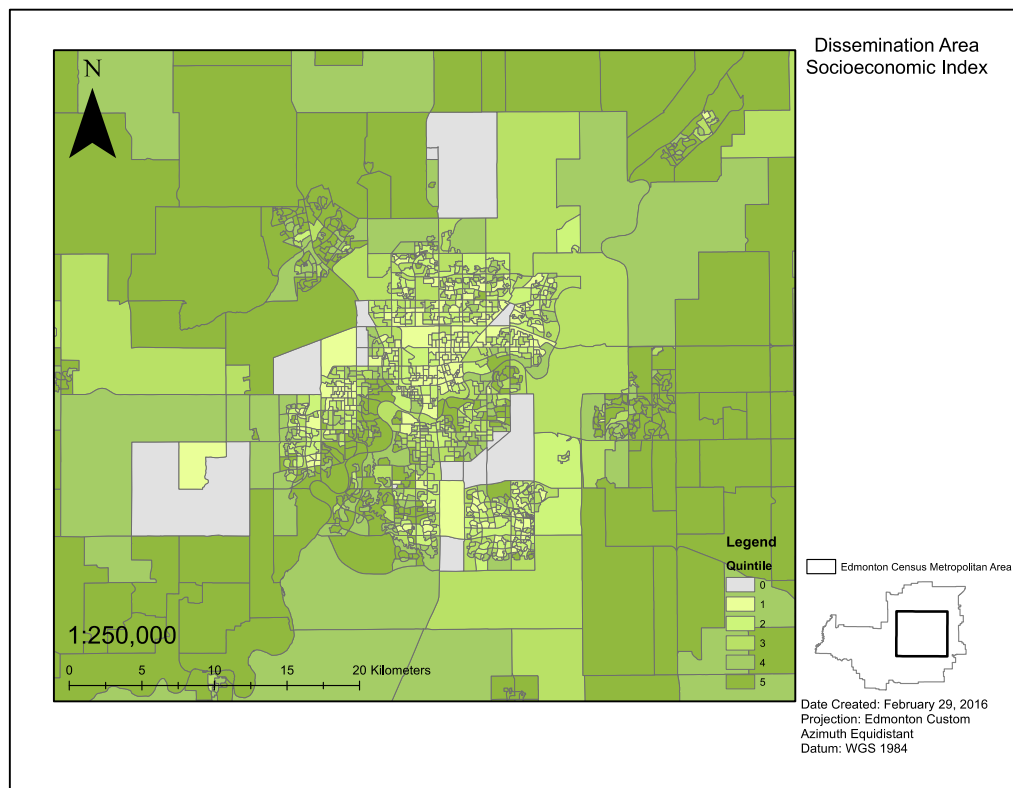 Dissemination Area
Socioeconomic Index
N
Legend
Quintile
0
1
2
3
4
5
1:250,000
0 5 10 15 20 Kilometers
Edmonton Census Metropolitan Area
Date Created: February 29, 2016
Projection: Edmonton Custom
Azimuth Equidistant
Datum: WGS 1984